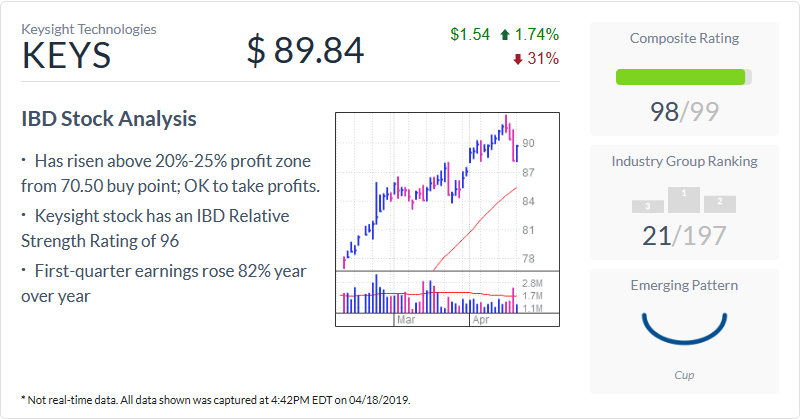 Keysight Technologies
KEYS
$ 89.84
$1.54 1.74%
31%
IBD Stock Analysis
· Has risen above 20%-25% profit zone
from 70.50 buy point; OK to take profits.
· Keysight stock has an IBD Relative
Strength Rating of 96
· First-quarter earnings rose 82% year
over year
90
87
84
81
78
2.8M
1.7M
1.1M
Mar
Apr
Composite Rating
98/99
Industry Group Ranking
3
1
2
21/197
Emerging Pattern
Cup
* Not real-time data. All data shown was captured at 4:42PM EDT on 04/18/2019.